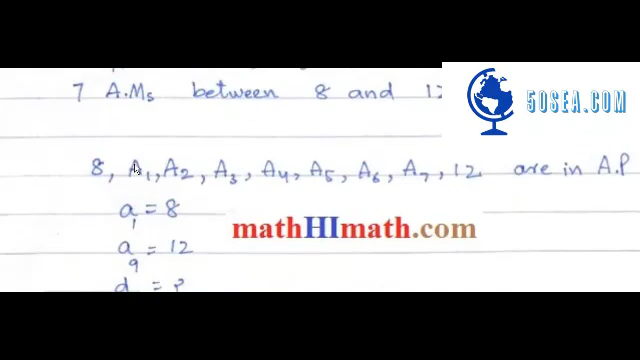 7 A.Ms between 8 and 12
5OSEA.COM
8, A1, A2, A3, A4, A5, A6, A7, 12 are in A.P
a1 = 8
mathHImath.com
a9 = 12
d = ?